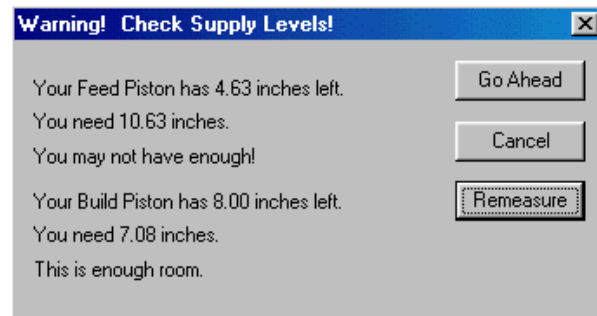 Warning!  Check Supply Levels!
Your Feed Piston has 4.63 inches left.
You need 10.63 inches.
You may not have enough!
Your Build Piston has 8.00 inches left.
You need 7.08 inches.
This is enough room.
Go Ahead
Cancel
Remeasure